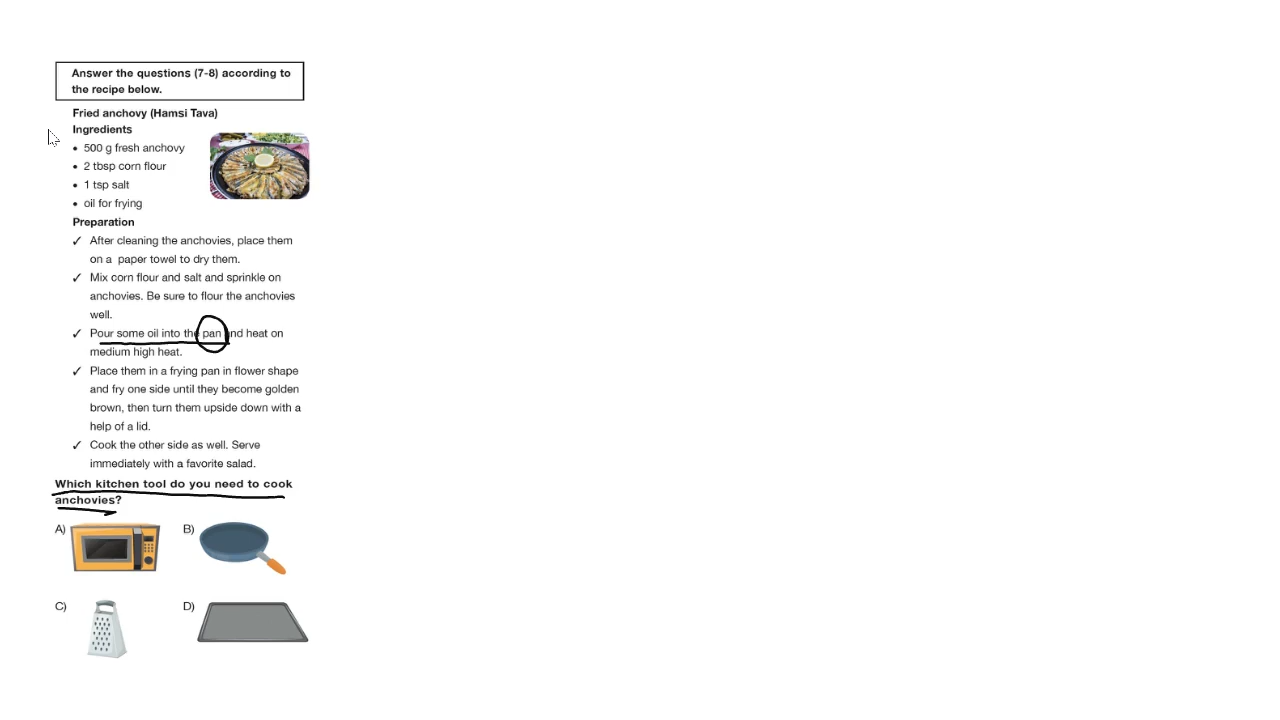 Answer the questions (7-8) according to
the recipe below.
Fried anchovy (Hamsi Tava)
Ingredients
• 500 g fresh anchovy
• 2 tbsp corn flour
• 1 tsp salt
• oil for frying
Preparation
✓ After cleaning the anchovies, place them
on a paper towel to dry them.
✓ Mix corn flour and salt and sprinkle on
anchovies. Be sure to flour the anchovies
well.
✓ Pour some oil into the pan and heat on
medium high heat.
✓ Place them in a frying pan in flower shape
and fry one side until they become golden
brown, then turn them upside down with a
help of a lid.
✓ Cook the other side as well. Serve
immediately with a favorite salad.
Which kitchen tool do you need to cook
anchovies?
A) B)
C) D)